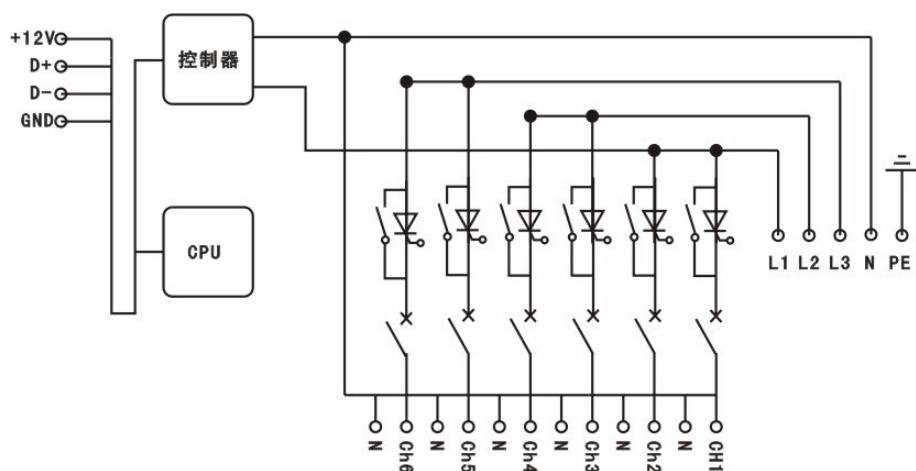 +12V
D+
D-
GND
控制器
CPU
L1 L2 L3 N PE
N Ch6 N Ch5 N Ch4 N Ch3 N Ch2 N CH1